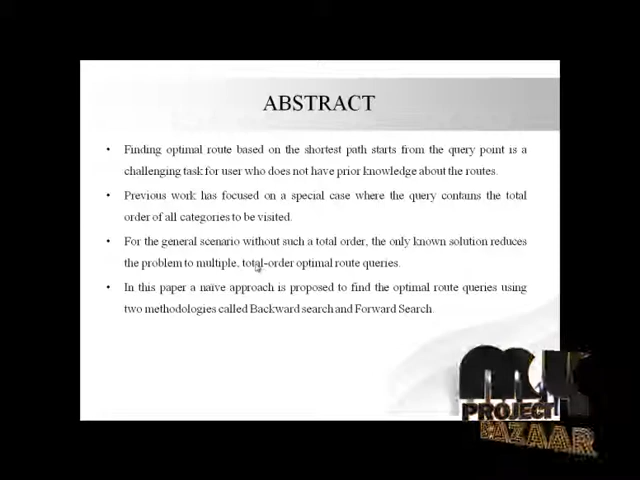 ABSTRACT
• Finding optimal route based on the shortest path starts from the query point is a
challenging task for user who does not have prior knowledge about the routes.
• Previous work has focused on a special case where the query contains the total
order of all categories to be visited.
• For the general scenario without such a total order, the only known solution reduces
the problem to multiple, total-order optimal route queries.
• In this paper a naïve approach is proposed to find the optimal route queries using
two methodologies called Backward search and Forward Search.
PROJECT
BAZAAR